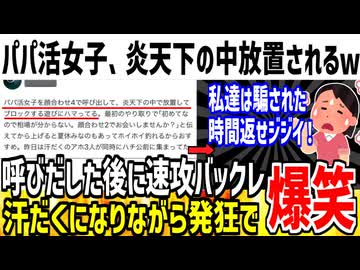 パパ活女子、炎天下の中放置されるw
パパ活女子を顔合わせ4で呼び出して、炎天下の中で放置して
ブロックする遊びにハマってる。最初のやり取りで「初めてな
ので相場が分からない。顔合わせ2でお会いしませんか?」と伝
えてから上げると夏休みなのもあってホイホイ釣れるからおす
すめ。昨日は汗だくのアホ3人が同時にハチ公前に集まってた
私達は騙された
時間返せジジイ!
呼びだした後に速攻バックレ
汗だくになりながら発狂で
爆笑